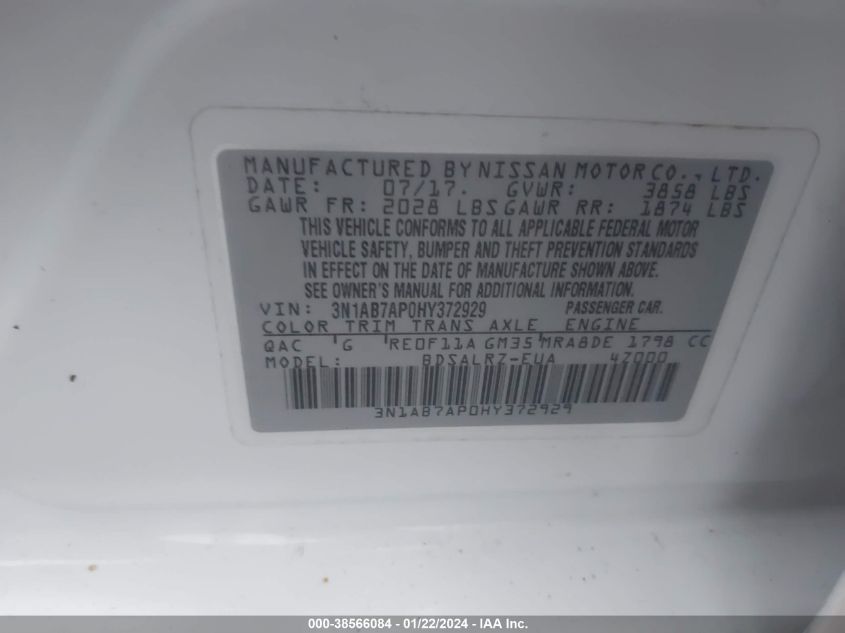 MANUFACTURED BY NISSAN MOTOR CO., LTD.
DATE: 07/17. GVWR: 3858 LBS
GAWR FR: 2028 LBS GAWR RR: 1874 LBS
THIS VEHICLE CONFORMS TO ALL APPLICABLE FEDERAL MOTOR
VEHICLE SAFETY, BUMPER AND THEFT PREVENTION STANDARDS
IN EFFECT ON THE DATE OF MANUFACTURE SHOWN ABOVE.
SEE OWNER'S MANUAL FOR ADDITIONAL INFORMATION.
VIN: 3N1AB7AP0HY372929 PASSENGER CAR.
COLOR TRIM TRANS AXLE ENGINE
QAC G RE0F11A GM35 MRA8DE 1798 CC
MODEL: BDSALRZ-EUA 4Z000
3N1AB7AP0HY372929
000-38566084 - 01/22/2024 - IAA Inc.